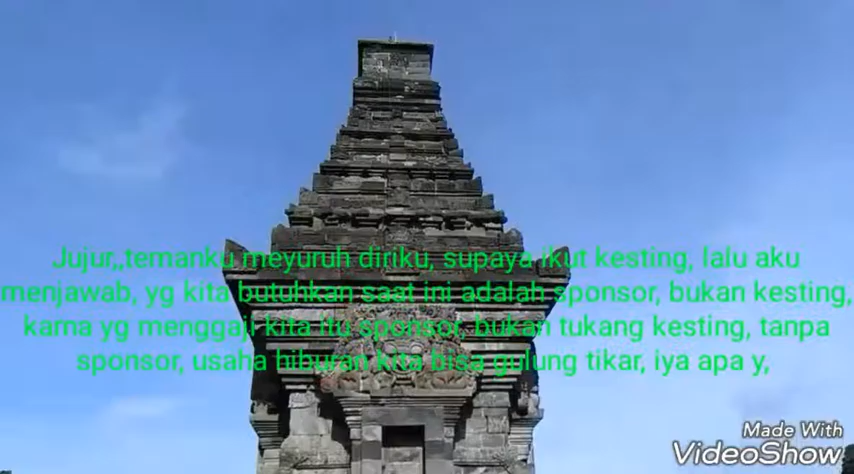 Jujur,,temanku meyuruh diriku, supaya ikut kesting, lalu aku
menjawab, yg kita butuhkan saat ini adalah sponsor, bukan kesting,
karna yg menggaji kita itu sponsor, bukan tukang kesting, tanpa
sponsor, usaha hiburan kita bisa gulung tikar, iya apa y,
Made With
VideoShow